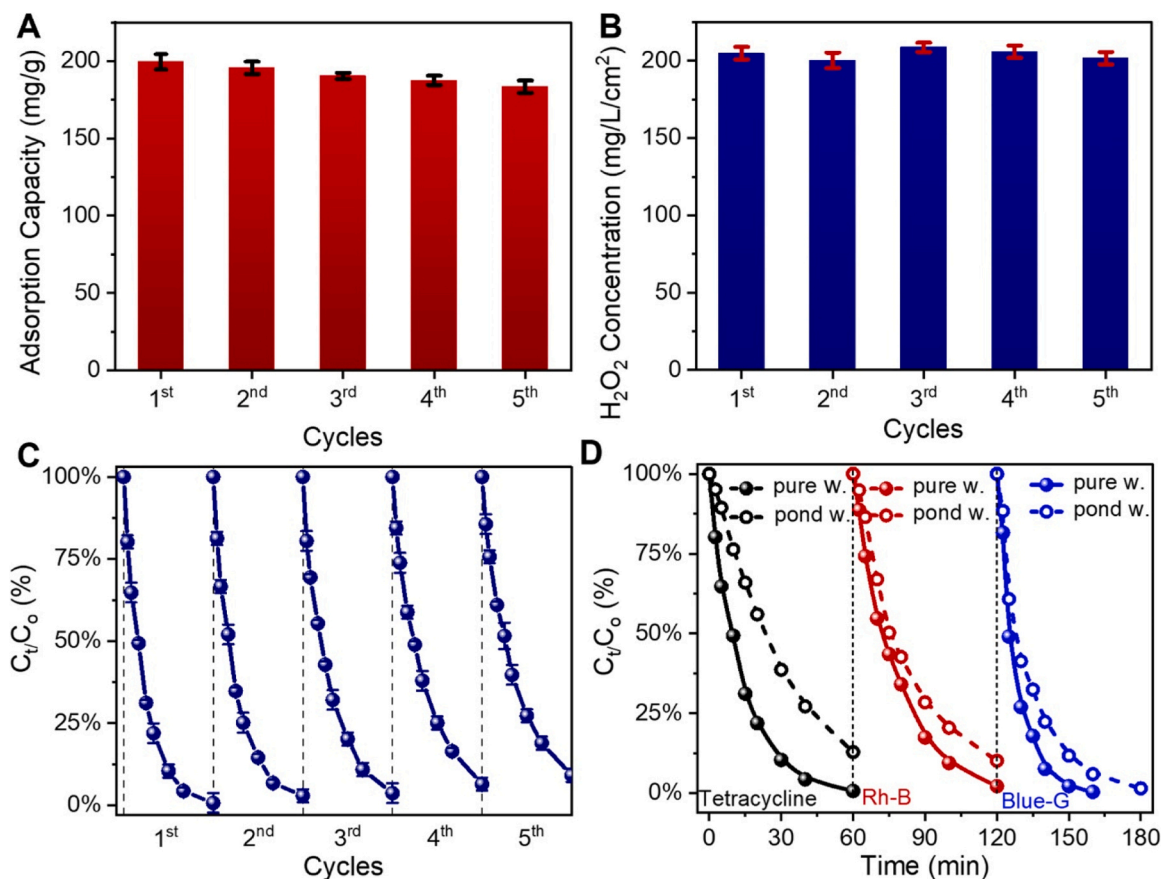 A
Adsorption Capacity (mg/g)
200
150
100
50
0
1st
2nd
3rd
4th
5th
Cycles
B
H₂O₂ Concentration (mg/L/cm²)
200
150
100
50
0
1st
2nd
3rd
4th
5th
Cycles
C
Ct/Co (%)
100%
75%
50%
25%
0%
1st
2nd
3rd
4th
5th
Cycles
D
Ct/Co (%)
100%
75%
50%
25%
0%
pure w.
pond w.
pure w.
pond w.
pure w.
pond w.
Tetracycline
Rh-B
Blue-G
0
30
60
90
120
150
180
Time (min)